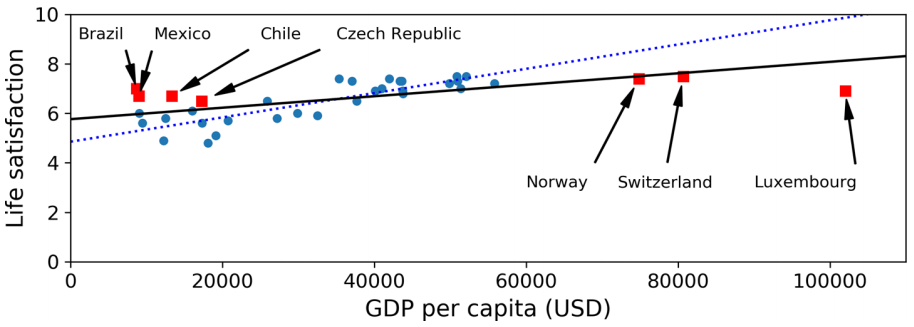 Brazil Mexico Chile Czech Republic
Norway Switzerland Luxembourg
Life satisfaction
10
8
6
4
2
0
0 20000 40000 60000 80000 100000
GDP per capita (USD)